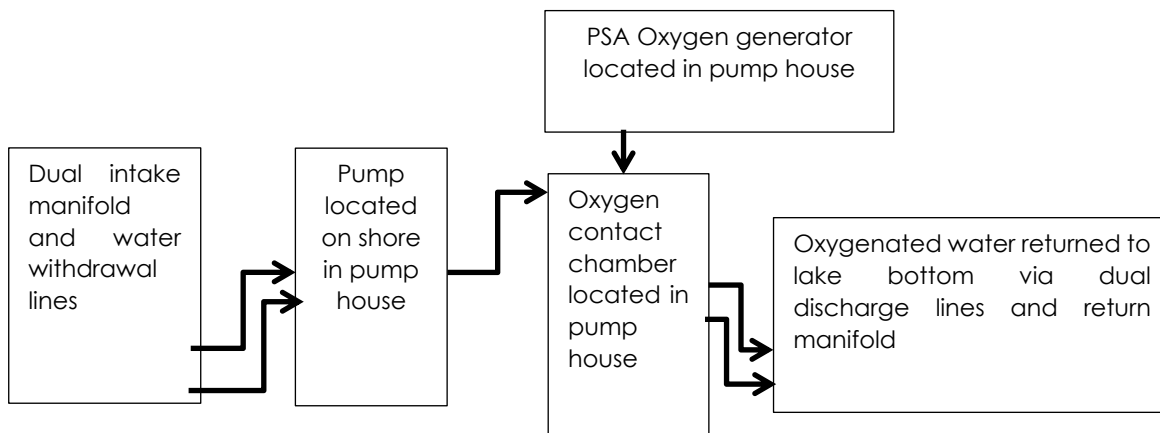 PSA Oxygen generator
located in pump house
Dual intake
manifold
and water
withdrawal
lines
Pump
located
on shore
in pump
house
Oxygen
contact
chamber
located in
pump
house
Oxygenated water returned to
lake bottom via dual
discharge lines and return
manifold